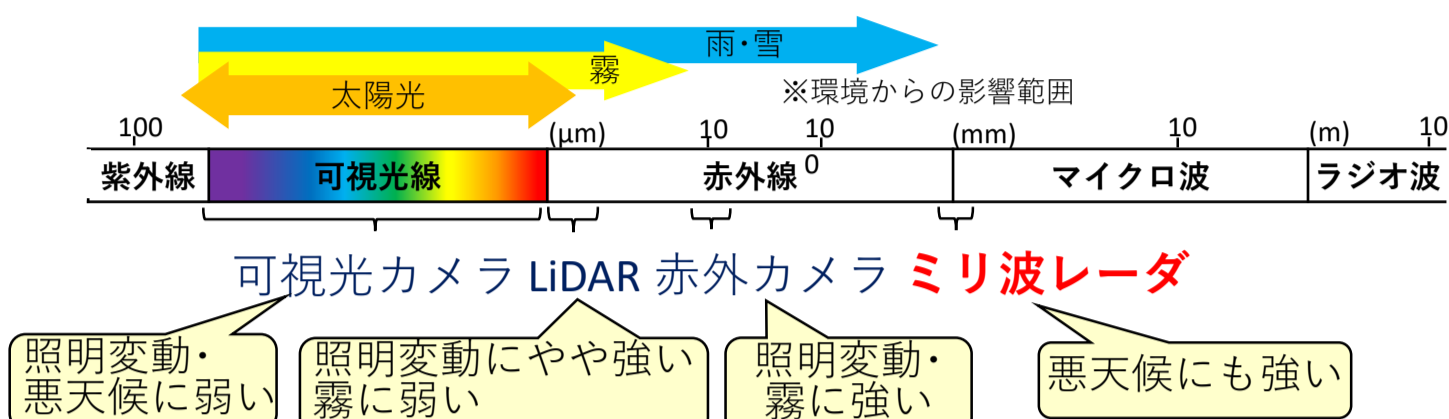 雨・雪
霧
太陽光
※環境からの影響範囲
100 (μm) 10 10 (mm) 10 (m) 10
紫外線 可視光線 赤外線 0 マイクロ波 ラジオ波
可視光カメラ LiDAR 赤外カメラ ミリ波レーダ
照明変動・
悪天候に弱い
照明変動にやや強い
霧に弱い
照明変動・
霧に強い
悪天候にも強い